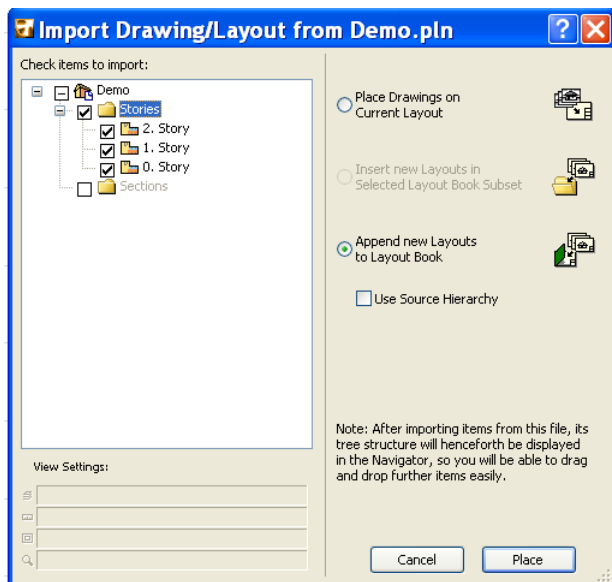 Import Drawing/Layout from Demo.pln
Check items to import:
Demo
Stories
2. Story
1. Story
0. Story
Sections
View Settings:
Place Drawings on
Current Layout
Insert new Layouts in
Selected Layout Book Subset
Append new Layouts
to Layout Book
Use Source Hierarchy
Note: After importing items from this file, its
tree structure will henceforth be displayed
in the Navigator, so you will be able to drag
and drop further items easily.
Cancel
Place